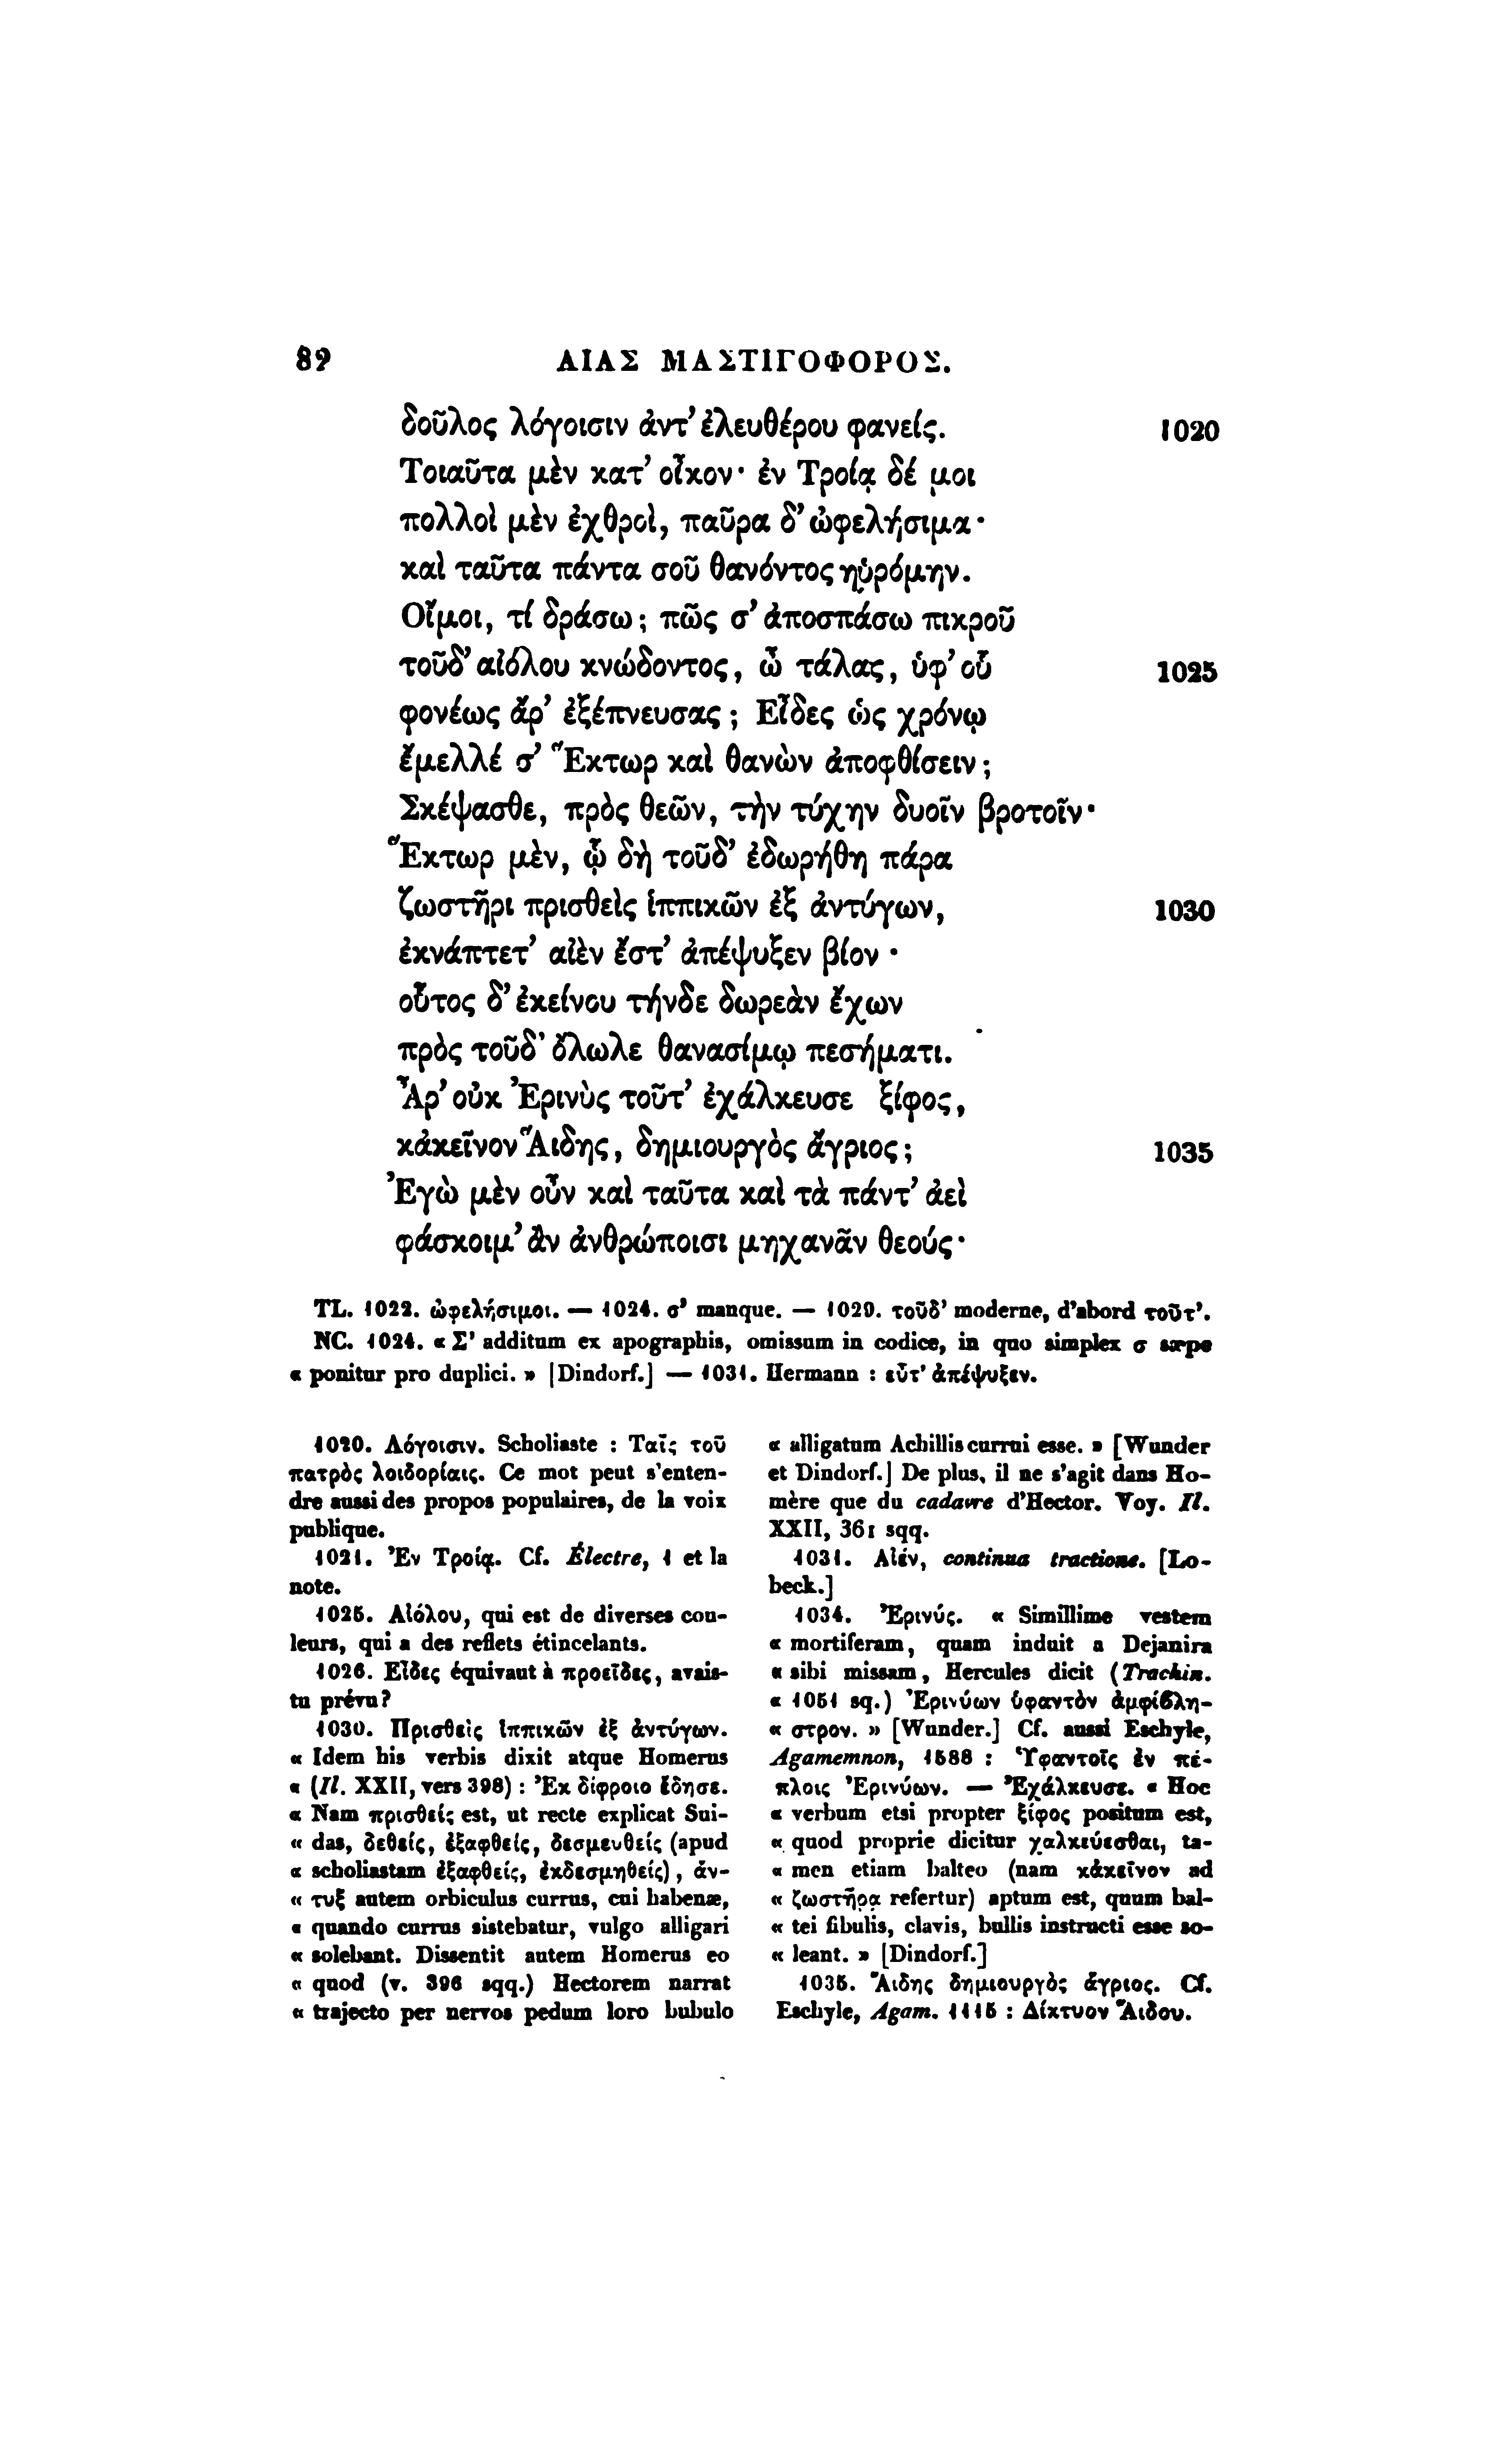 82 ΑΙΑΣ ΜΑΣΤΙΓΟΦΟΡΟΣ.
δοῦλος λόγοισιν ἀντ’ ἐλευθέρου φανείς. 1020
Τοιαῦτα μὲν κατ’ οἶκον· ἐν Τροίᾳ δέ μοι
πολλοὶ μὲν ἐχθροὶ, παῦρα δ’ ὠφελήσιμα·
καὶ ταῦτα πάντα σοῦ θανόντος ηὑρόμην.
Οἴμοι, τί δράσω; πῶς σ’ ἀποσπάσω πικροῦ
τοῦδ’ αἰόλου κνώδοντος, ὦ τάλας, ὑφ’ οὗ 1025
φονέως ἄρ’ ἐξέπνευσας; Εἶδες ὡς χρόνῳ
ἔμελλέ σ’ Ἕκτωρ καὶ θανὼν ἀποφθίσειν;
Σκέψασθε, πρὸς θεῶν, τὴν τύχην δυοῖν βροτοῖν·
Ἕκτωρ μὲν, ᾧ δὴ τοῦδ’ ἐδωρήθη πάρα
ζωστῆρι πρισθεὶς ἱππικῶν ἐξ ἀντύγων, 1030
ἐκνάπτετ’ αἰὲν ἔστ’ ἀπέψυξεν βίον·
οὗτος δ’ ἐκείνου τήνδε δωρεὰν ἔχων
πρὸς τοῦδ’ ὄλωλε θανασίμῳ πεσήματι.
Ἆρ’ οὐκ Ἐρινὺς τοῦτ’ ἐχάλκευσε ξίφος,
κἀκεῖνον Ἅιδης, δημιουργὸς ἄγριος; 1035
Ἐγὼ μὲν οὖν καὶ ταῦτα καὶ τὰ πάντ’ ἀεὶ
φάσκοιμ’ ἂν ἀνθρώποισι μηχανᾶν θεούς·
TL. 1022. ὠφελήσιμοι. — 1024. σ’ manque. — 1029. τοῦδ’ moderne, d’abord τοῦτ’.
NC. 1024. « Σ’ additum ex apographis, omissum in codice, in quo simplex σ sæpe
« ponitur pro duplici. » [Dindorf.] — 1031. Hermann : εὖτ’ ἀπέψυξεν.
1020. Λόγοισιν. Scholiaste : Ταῖς τοῦ
πατρὸς λοιδορίαις. Ce mot peut s’enten-
dre aussi des propos populaires, de la voix
publique.
1021. Ἐν Τροίᾳ. Cf. Électre, 1 et la
note.
1025. Αἰόλου, qui est de diverses cou-
leurs, qui a des reflets étincelants.
1026. Εἶδες équivaut à προεῖδες, avais-
tu prévu?
1030. Πρισθεὶς ἱππικῶν ἐξ ἀντύγων.
« Idem his verbis dixit atque Homerus
« (Il. XXII, vers 398) : Ἐκ δίφροιο ἔδησε.
« Nam πρισθείς est, ut recte explicat Sui-
« das, δεθείς, ἐξαφθείς, δεσμευθείς (apud
« scholiastam ἐξαφθείς, ἐκδεσμηθείς), ἄν-
« τυξ autem orbiculus currus, cui habenæ,
« quando currus sistebatur, vulgo alligari
« solebant. Dissentit autem Homerus eo
« quod (v. 396 sqq.) Hectorem narrat
« trajecto per nervos pedum loro bubulo
« alligatum Achillis currui esse. » [Wunder
et Dindorf.] De plus, il ne s’agit dans Ho-
mère que du cadavre d’Hector. Voy. Il.
XXII, 361 sqq.
1031. Αἰέν, continua tractione. [Lo-
beck.]
1034. Ἐρινύς. « Simillime vestem
« mortiferam, quam induit a Dejanira
« sibi missam, Hercules dicit (Trachin.
« 1051 sq.) Ἐρινύων ὑφαντὸν ἀμφίβλη-
« στρον. » [Wunder.] Cf. aussi Eschyle,
Agamemnon, 1588 : Ὑφαντοῖς ἐν πέ-
πλοις Ἐρινύων. — Ἐχάλκευσε. « Hoc
« verbum etsi propter ξίφος positum est,
« quod proprie dicitur χαλκεύεσθαι, ta-
« men etiam balteo (nam κἀκεῖνον ad
« ζωστῆρα refertur) aptum est, quum bal-
« tei fibulis, clavis, bullis instructi esse so-
« leant. » [Dindorf.]
1035. Ἅιδης δημιουργὸς ἄγριος. Cf.
Eschyle, Agam. 1115 : Δίκτυον Ἅιδου.